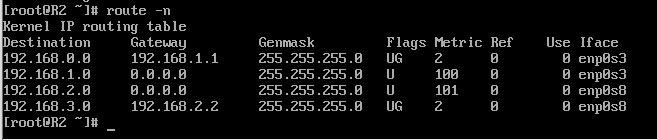 [root@R2 ~]# route -n
Kernel IP routing table
Destination     Gateway         Genmask         Flags Metric Ref    Use Iface
192.168.0.0     192.168.1.1     255.255.255.0   UG    2      0        0 enp0s3
192.168.1.0     0.0.0.0         255.255.255.0   U     100    0        0 enp0s3
192.168.2.0     0.0.0.0         255.255.255.0   U     101    0        0 enp0s8
192.168.3.0     192.168.2.2     255.255.255.0   UG    2      0        0 enp0s8
[root@R2 ~]# _